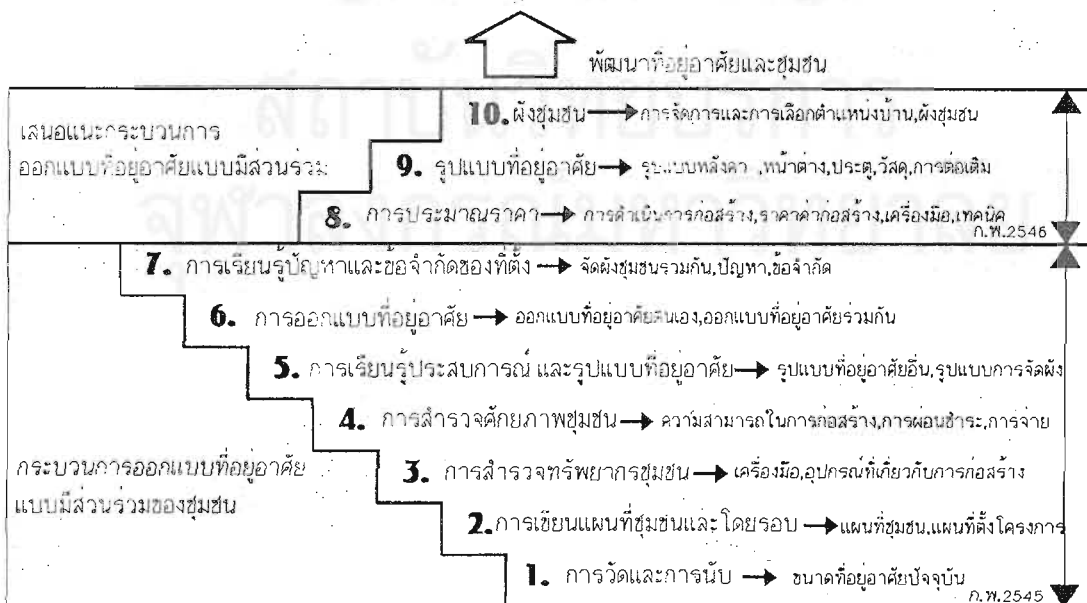 พัฒนาที่อยู่อาศัยและชุมชน
10. ผังชุมชน → การจัดการและการเลือกตำแหน่งบ้าน,ผังชุมชน
เสนอแนะกระบวนการ
ออกแบบที่อยู่อาศัยแบบมีส่วนร่วม
9. รูปแบบที่อยู่อาศัย → รูปแบบหลังคา ,หน้าต่าง,ประตู,วัสดุ,การต่อเติม
8. การประมาณราคา → การดำเนินการก่อสร้าง,ราคาค่าก่อสร้าง,เครื่องมือ,เทคนิค
ก.พ.2546
7. การเรียนรู้ปัญหาและข้อจำกัดของที่ตั้ง → จัดผังชุมชนรวมกัน,ปัญหา,ข้อจำกัด
6. การออกแบบที่อยู่อาศัย → ออกแบบที่อยู่อาศัยตนเอง,ออกแบบที่อยู่อาศัยร่วมกัน
5. การเรียนรู้ประสบการณ์ และรูปแบบที่อยู่อาศัย → รูปแบบที่อยู่อาศัยอื่น,รูปแบบการจัดผัง
4. การสำรวจศักยภาพชุมชน → ความสามารถในการก่อสร้าง,การผ่อนชำระ,การจ่าย
กระบวนการออกแบบที่อยู่อาศัย
แบบมีส่วนร่วมของชุมชน
3. การสำรวจทรัพยากรชุมชน → เครื่องมือ,อุปกรณ์ที่เกี่ยวกับการก่อสร้าง
2. การเขียนแผนที่ชุมชนและโดยรอบ → แผนที่ชุมชน,แผนที่ตั้งโครงการ
1. การวัดและการนับ → ขนาดที่อยู่อาศัยปัจจุบัน
ก.พ.2545